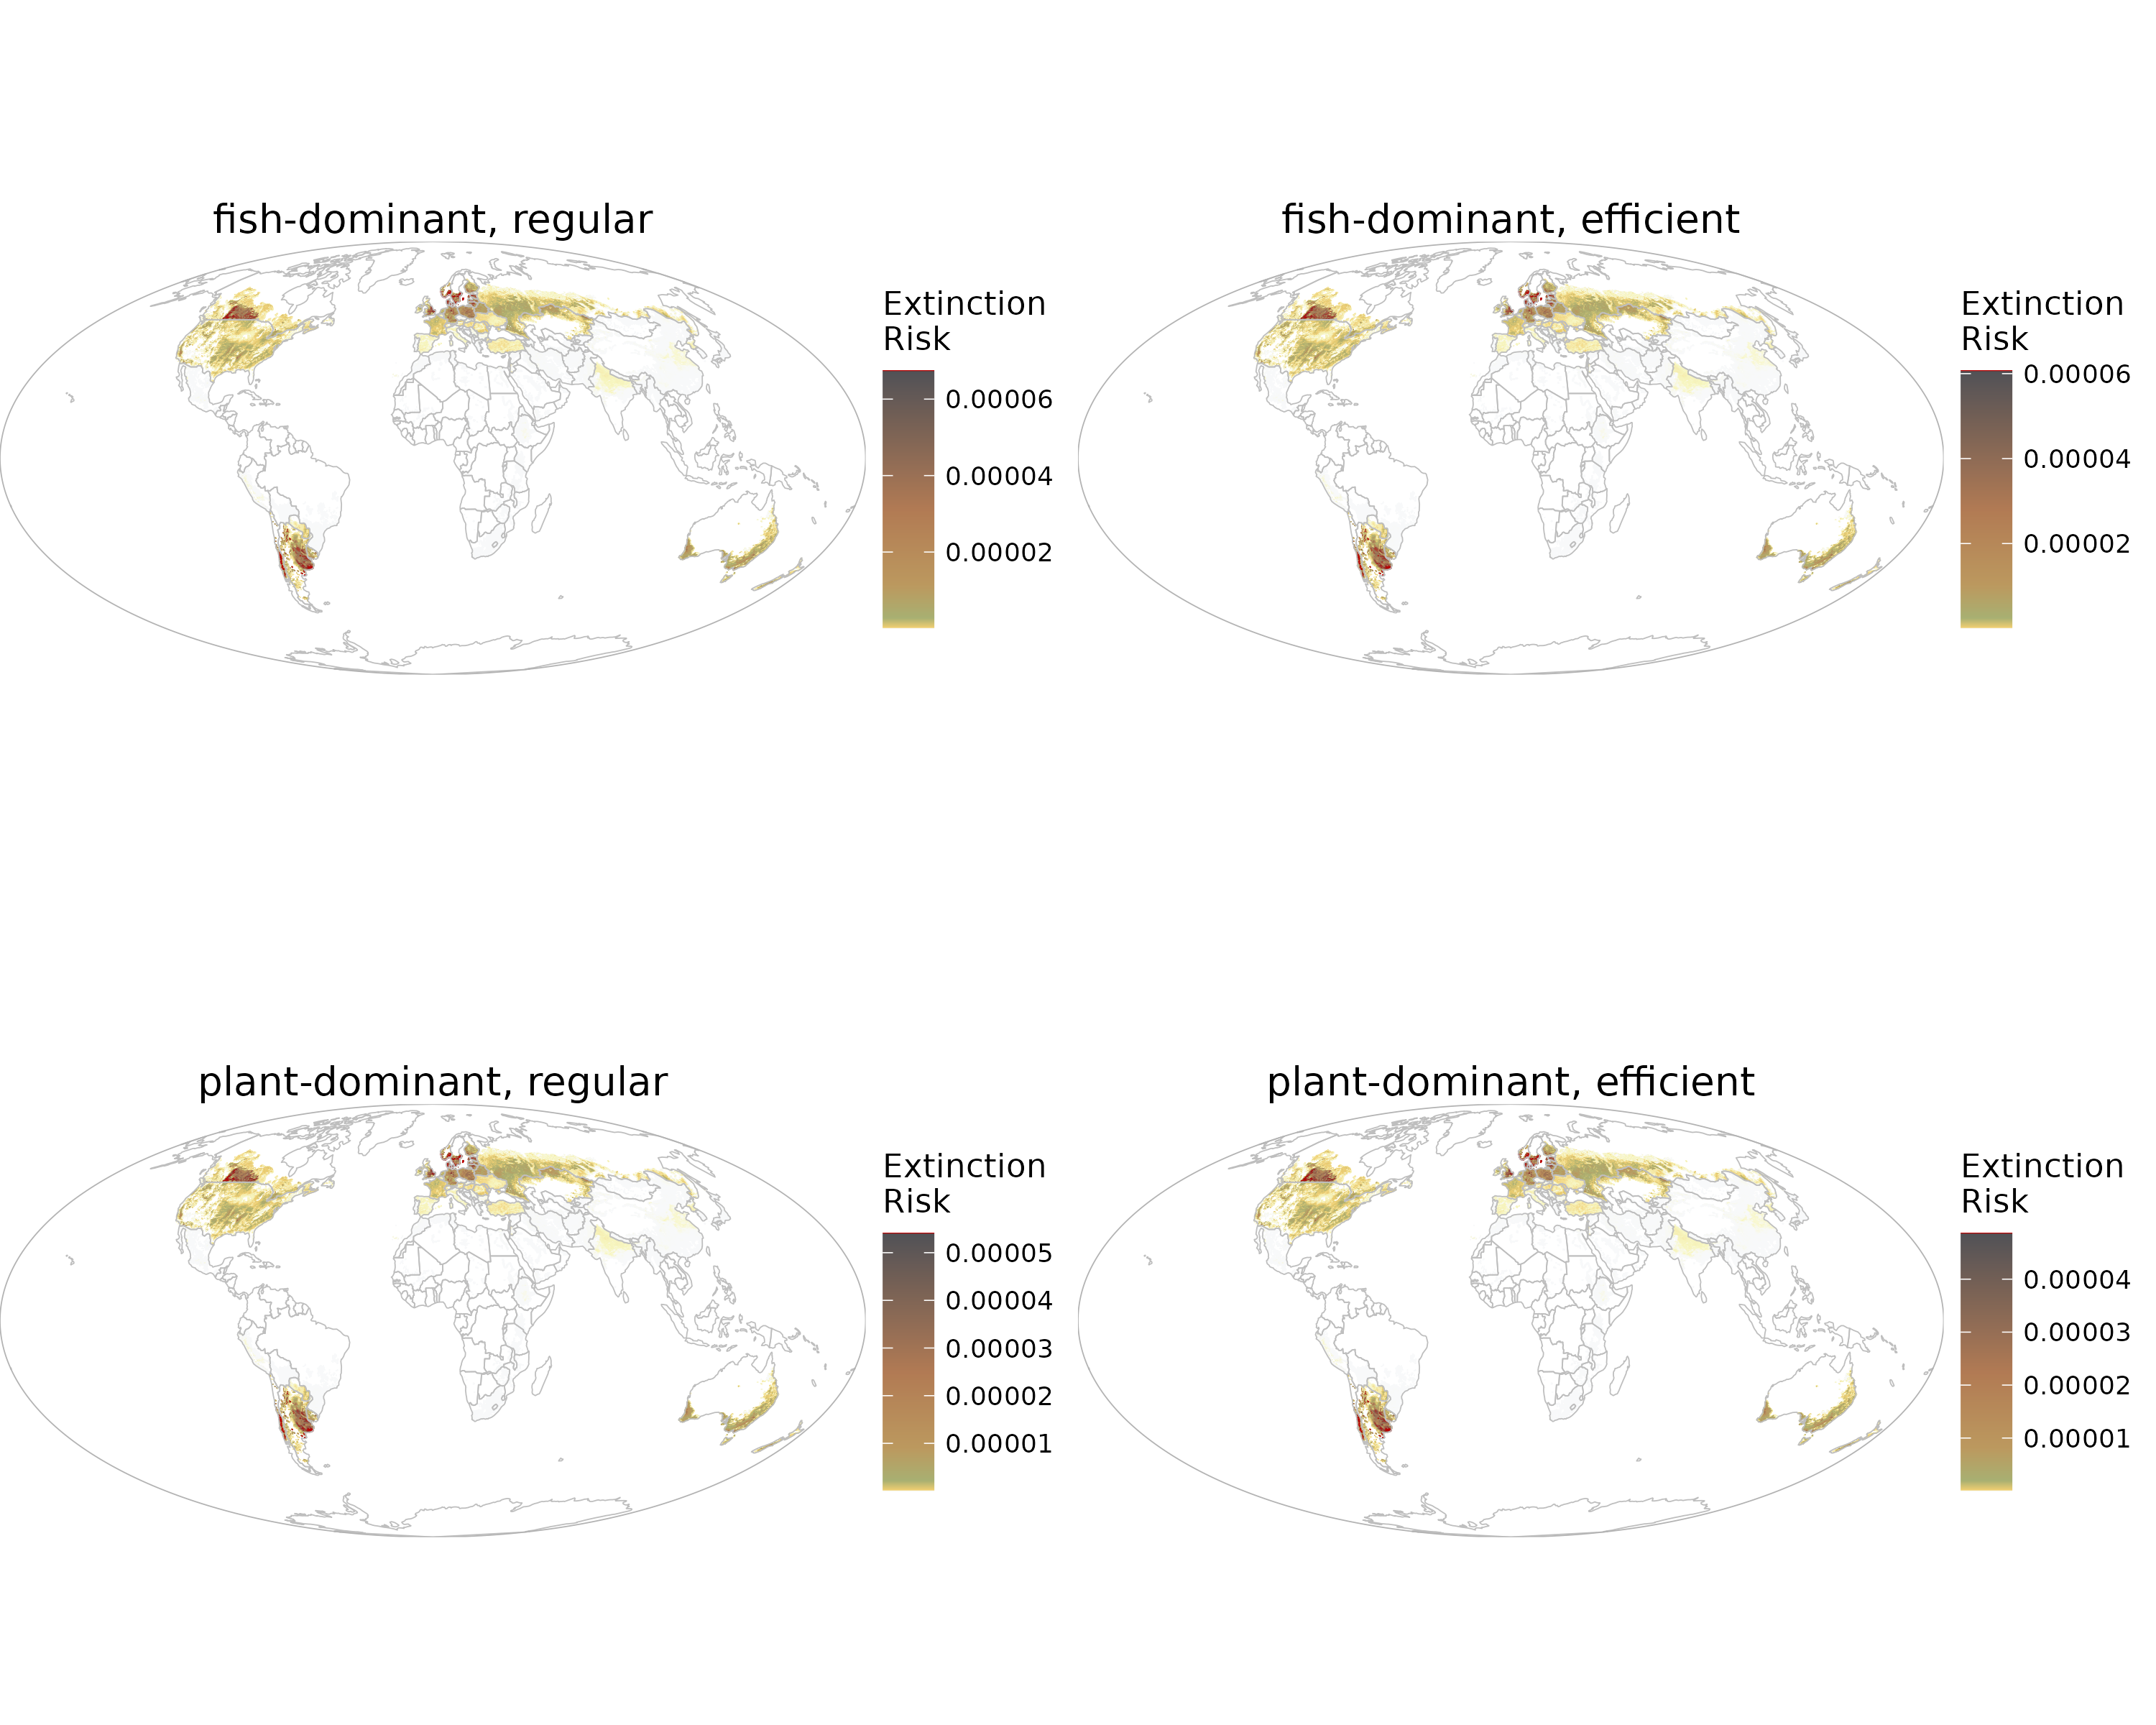 fish-dominant, regular
Extinction
Risk
0.00006
0.00004
0.00002
fish-dominant, efficient
Extinction
Risk
0.00006
0.00004
0.00002
plant-dominant, regular
Extinction
Risk
0.00005
0.00004
0.00003
0.00002
0.00001
plant-dominant, efficient
Extinction
Risk
0.00004
0.00003
0.00002
0.00001